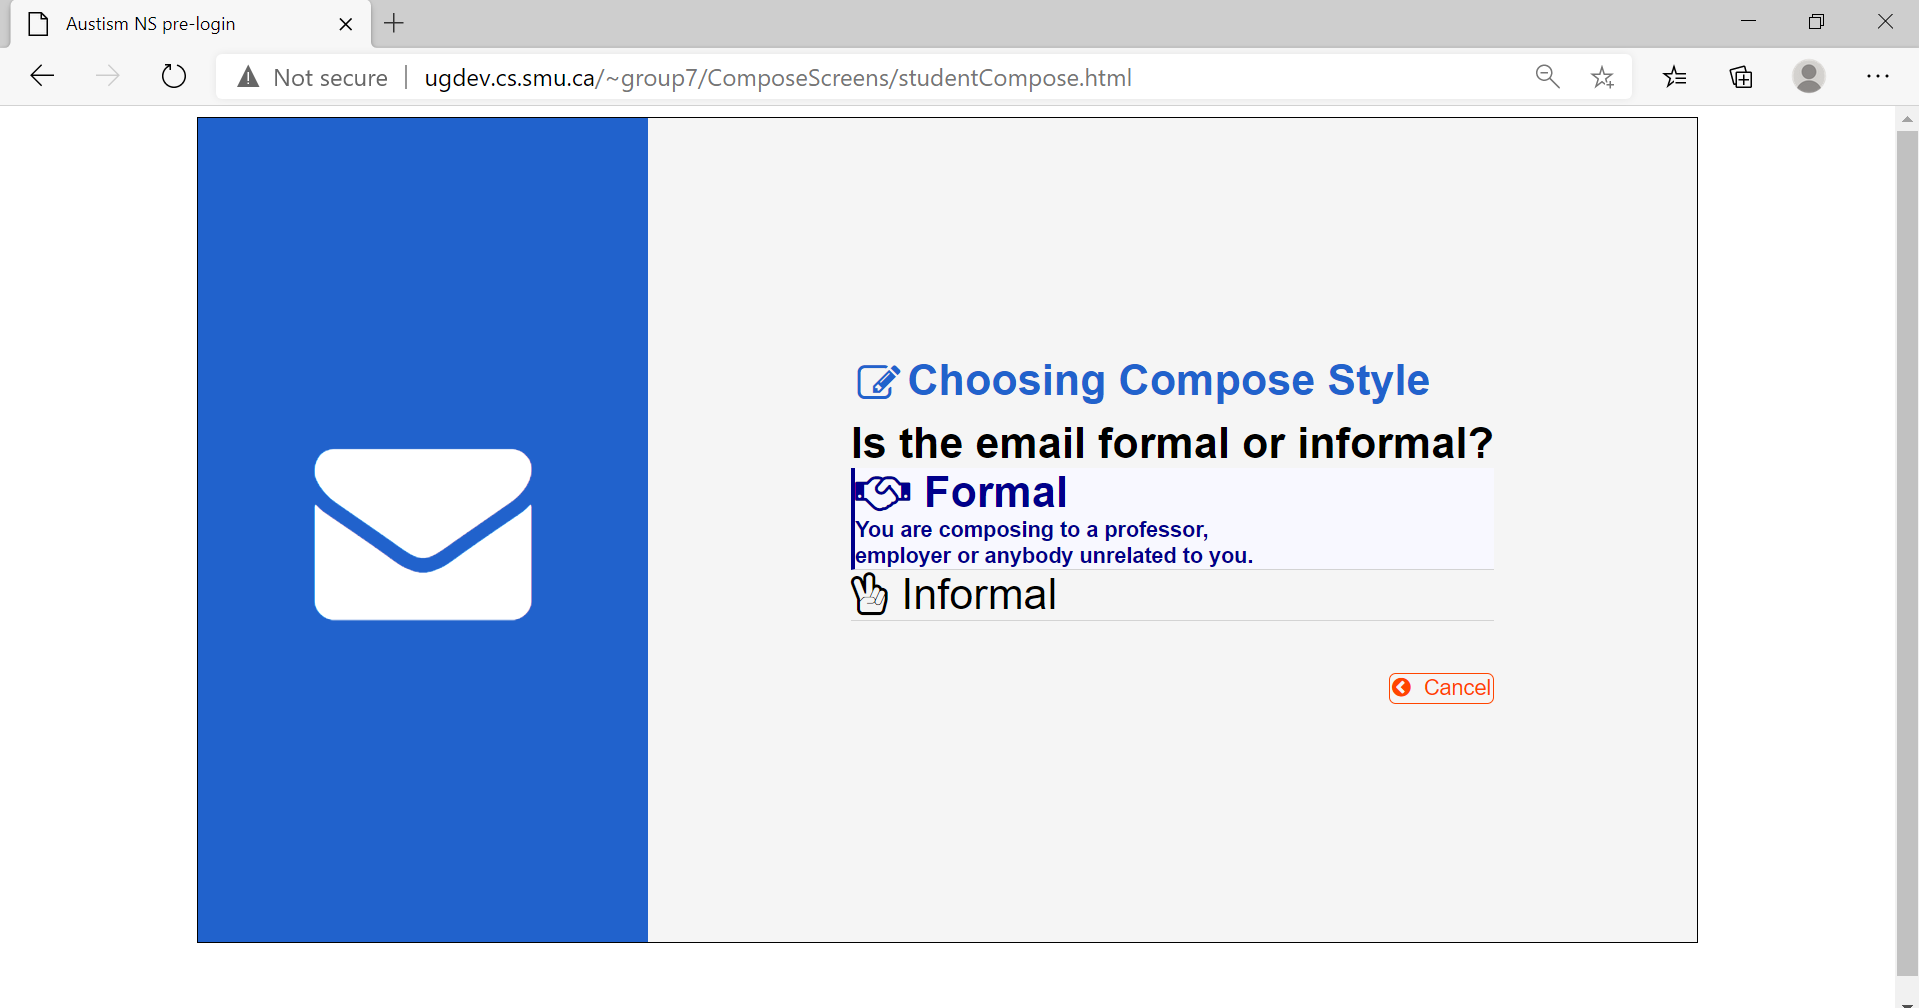 Austism NS pre-login
Not secure
ugdev.cs.smu.ca/~group7/ComposeScreens/studentCompose.html
Choosing Compose Style
Is the email formal or informal?
Formal
You are composing to a professor,
employer or anybody unrelated to you.
Informal
Cancel